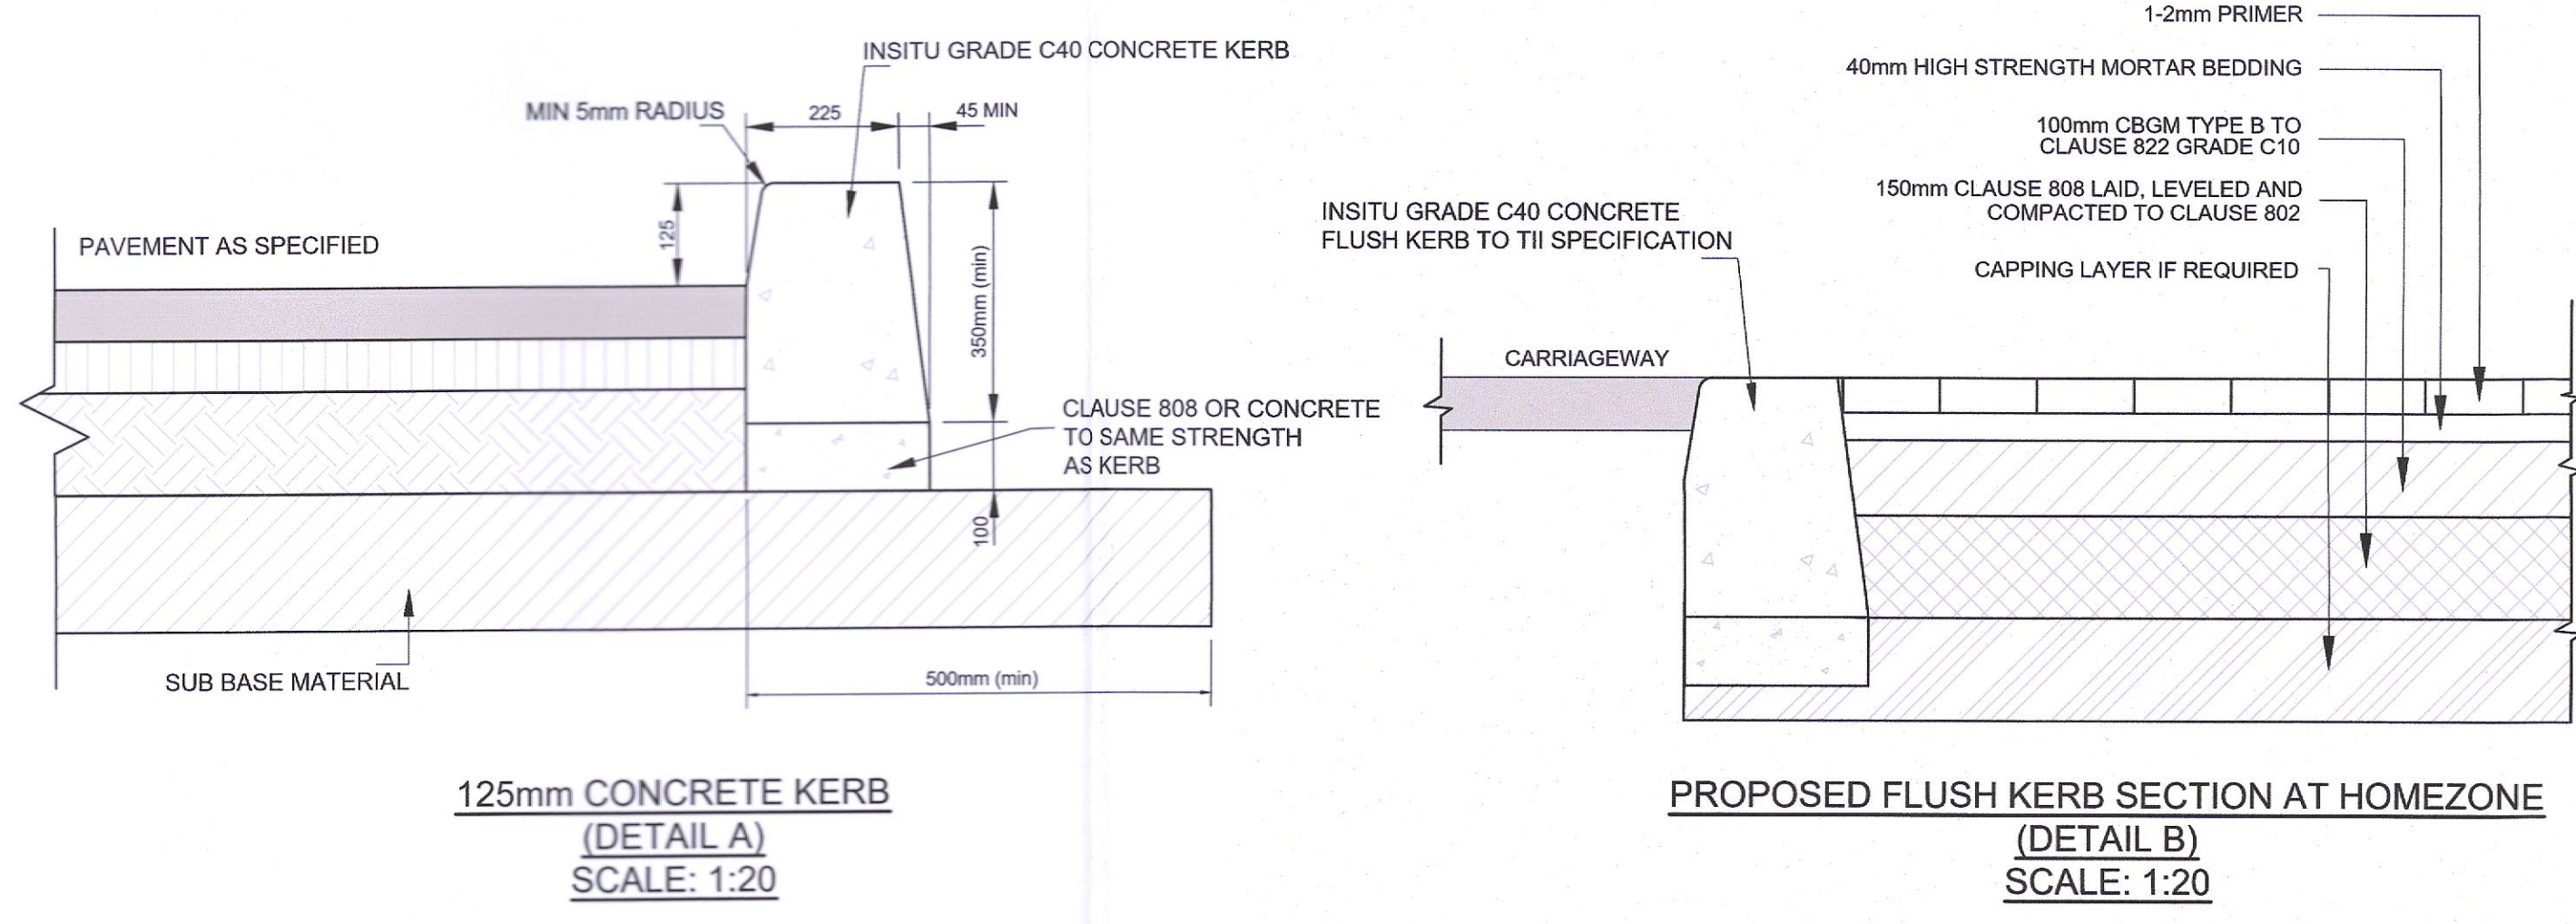 INSITU GRADE C40 CONCRETE KERB
MIN 5mm RADIUS
225
45 MIN
125
PAVEMENT AS SPECIFIED
350mm (min)
CLAUSE 808 OR CONCRETE
TO SAME STRENGTH
AS KERB
100
SUB BASE MATERIAL
500mm (min)
125mm CONCRETE KERB
(DETAIL A)
SCALE: 1:20
1-2mm PRIMER
40mm HIGH STRENGTH MORTAR BEDDING
100mm CBGM TYPE B TO
CLAUSE 822 GRADE C10
150mm CLAUSE 808 LAID, LEVELED AND
COMPACTED TO CLAUSE 802
INSITU GRADE C40 CONCRETE
FLUSH KERB TO TII SPECIFICATION
CAPPING LAYER IF REQUIRED
CARRIAGEWAY
PROPOSED FLUSH KERB SECTION AT HOMEZONE
(DETAIL B)
SCALE: 1:20